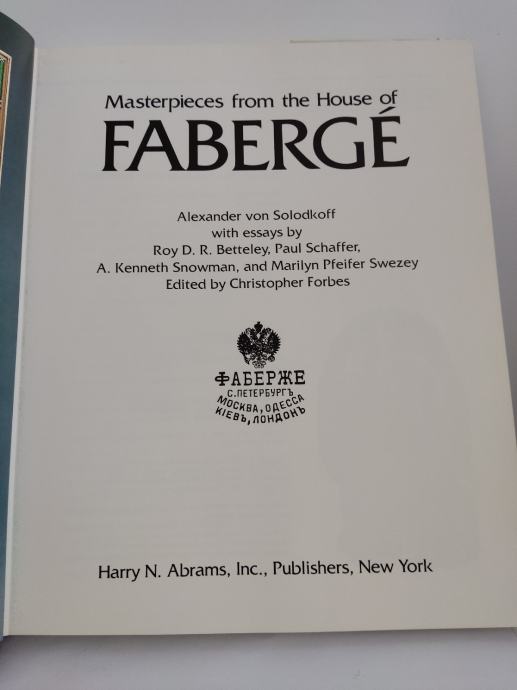 Masterpieces from the House of
FABERGÉ
Alexander von Solodkoff
with essays by
Roy D. R. Betteley, Paul Schaffer,
A. Kenneth Snowman, and Marilyn Pfeifer Swezey
Edited by Christopher Forbes
ФАБЕРЖЕ
С.ПЕТЕРБУРГЪ
МОСКВА, ОДЕССА
КІЕВЪ, ЛОНДОНЪ
Harry N. Abrams, Inc., Publishers, New York